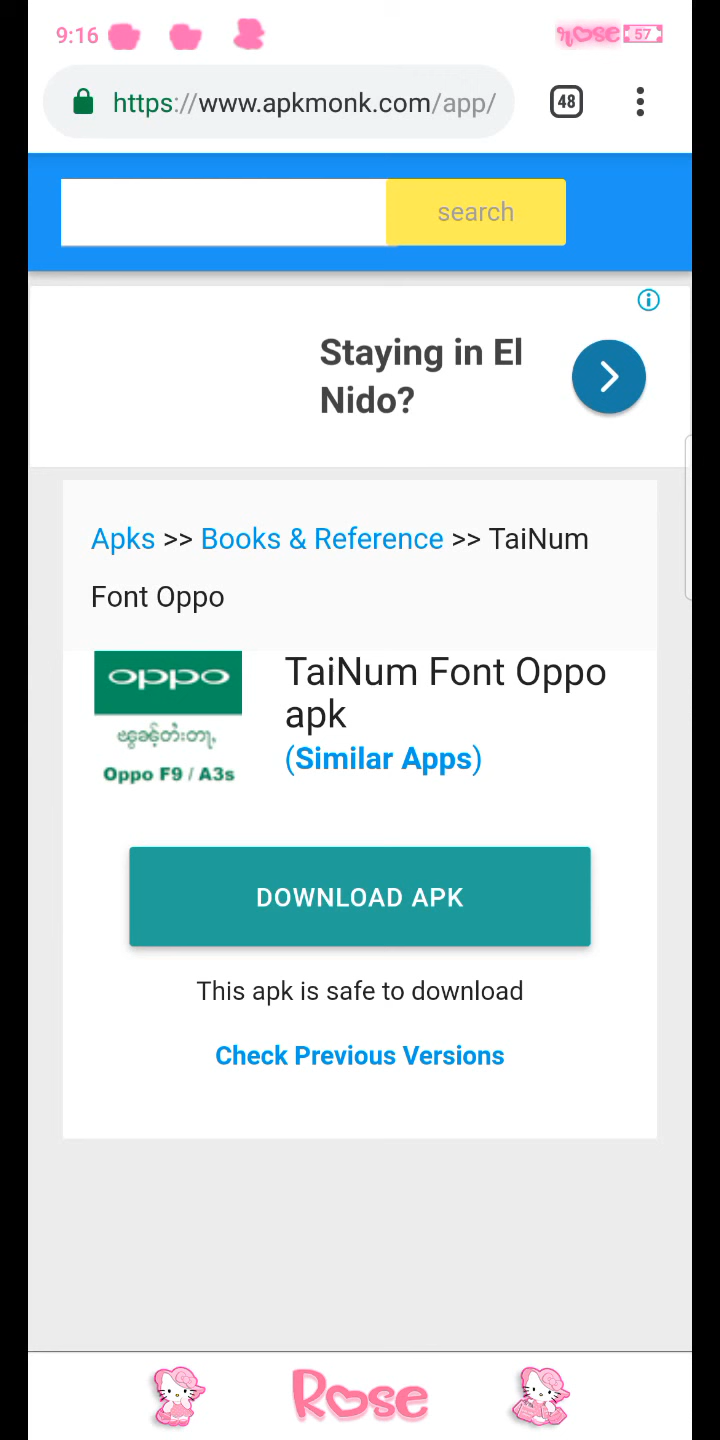 9:16
rose 57
https://www.apkmonk.com/app/
48
search
Staying in El
Nido?
Apks >> Books & Reference >> TaiNum
Font Oppo
oppo
Oppo F9 / A3s
TaiNum Font Oppo
apk
(Similar Apps)
DOWNLOAD APK
This apk is safe to download
Check Previous Versions
Rose